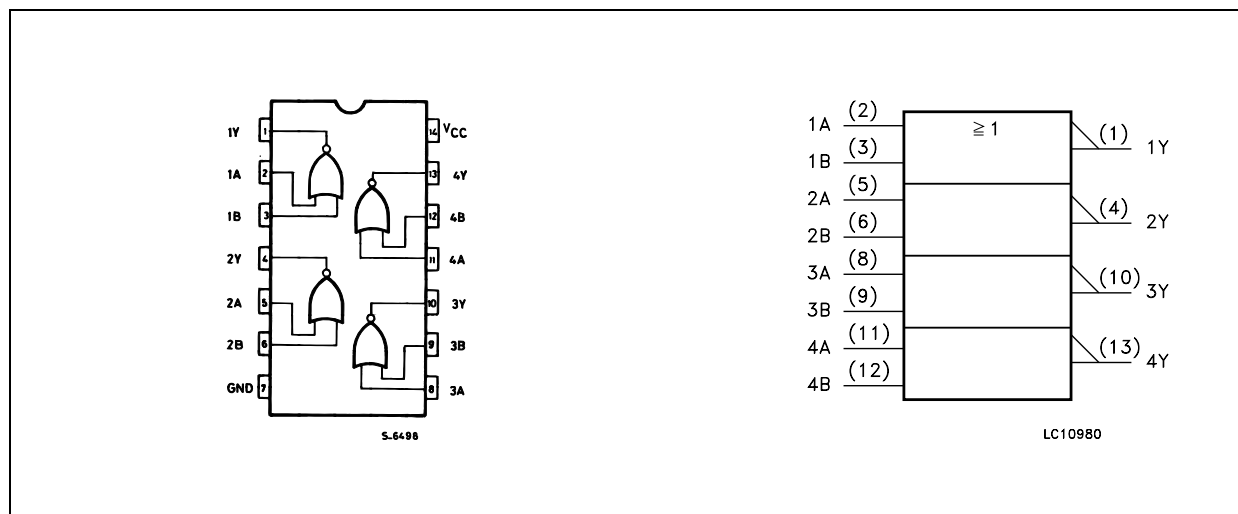 1Y 1 14 VCC
1A 2 13 4Y
1B 3 12 4B
2Y 4 11 4A
2A 5 10 3Y
2B 6 9 3B
GND 7 8 3A
S-6498
1A (2) ≧ 1 (1) 1Y
1B (3)
2A (5) (4) 2Y
2B (6)
3A (8) (10) 3Y
3B (9)
4A (11) (13) 4Y
4B (12)
LC10980